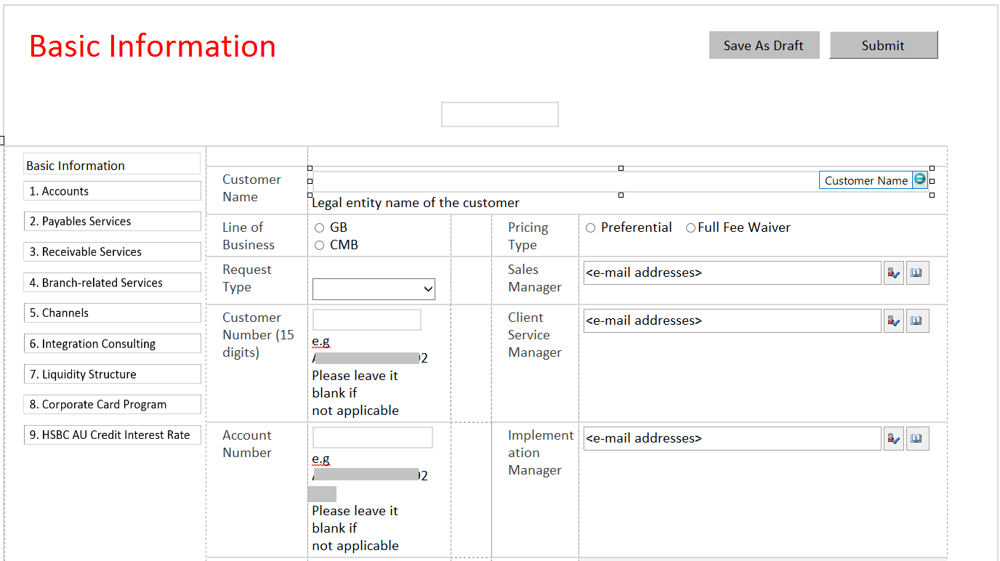 Basic Information
Save As Draft
Submit
Basic Information
1. Accounts
2. Payables Services
3. Receivable Services
4. Branch-related Services
5. Channels
6. Integration Consulting
7. Liquidity Structure
8. Corporate Card Program
9. HSBC AU Credit Interest Rate
Customer
Name
Customer Name
Legal entity name of the customer
Line of
Business
GB
CMB
Pricing
Type
Preferential
Full Fee Waiver
Request
Type
Sales
Manager
<e-mail addresses>
Customer
Number (15
digits)
e.g
2
Please leave it
blank if
not applicable
Client
Service
Manager
<e-mail addresses>
Account
Number
e.g
2
Please leave it
blank if
not applicable
Implement
ation
Manager
<e-mail addresses>